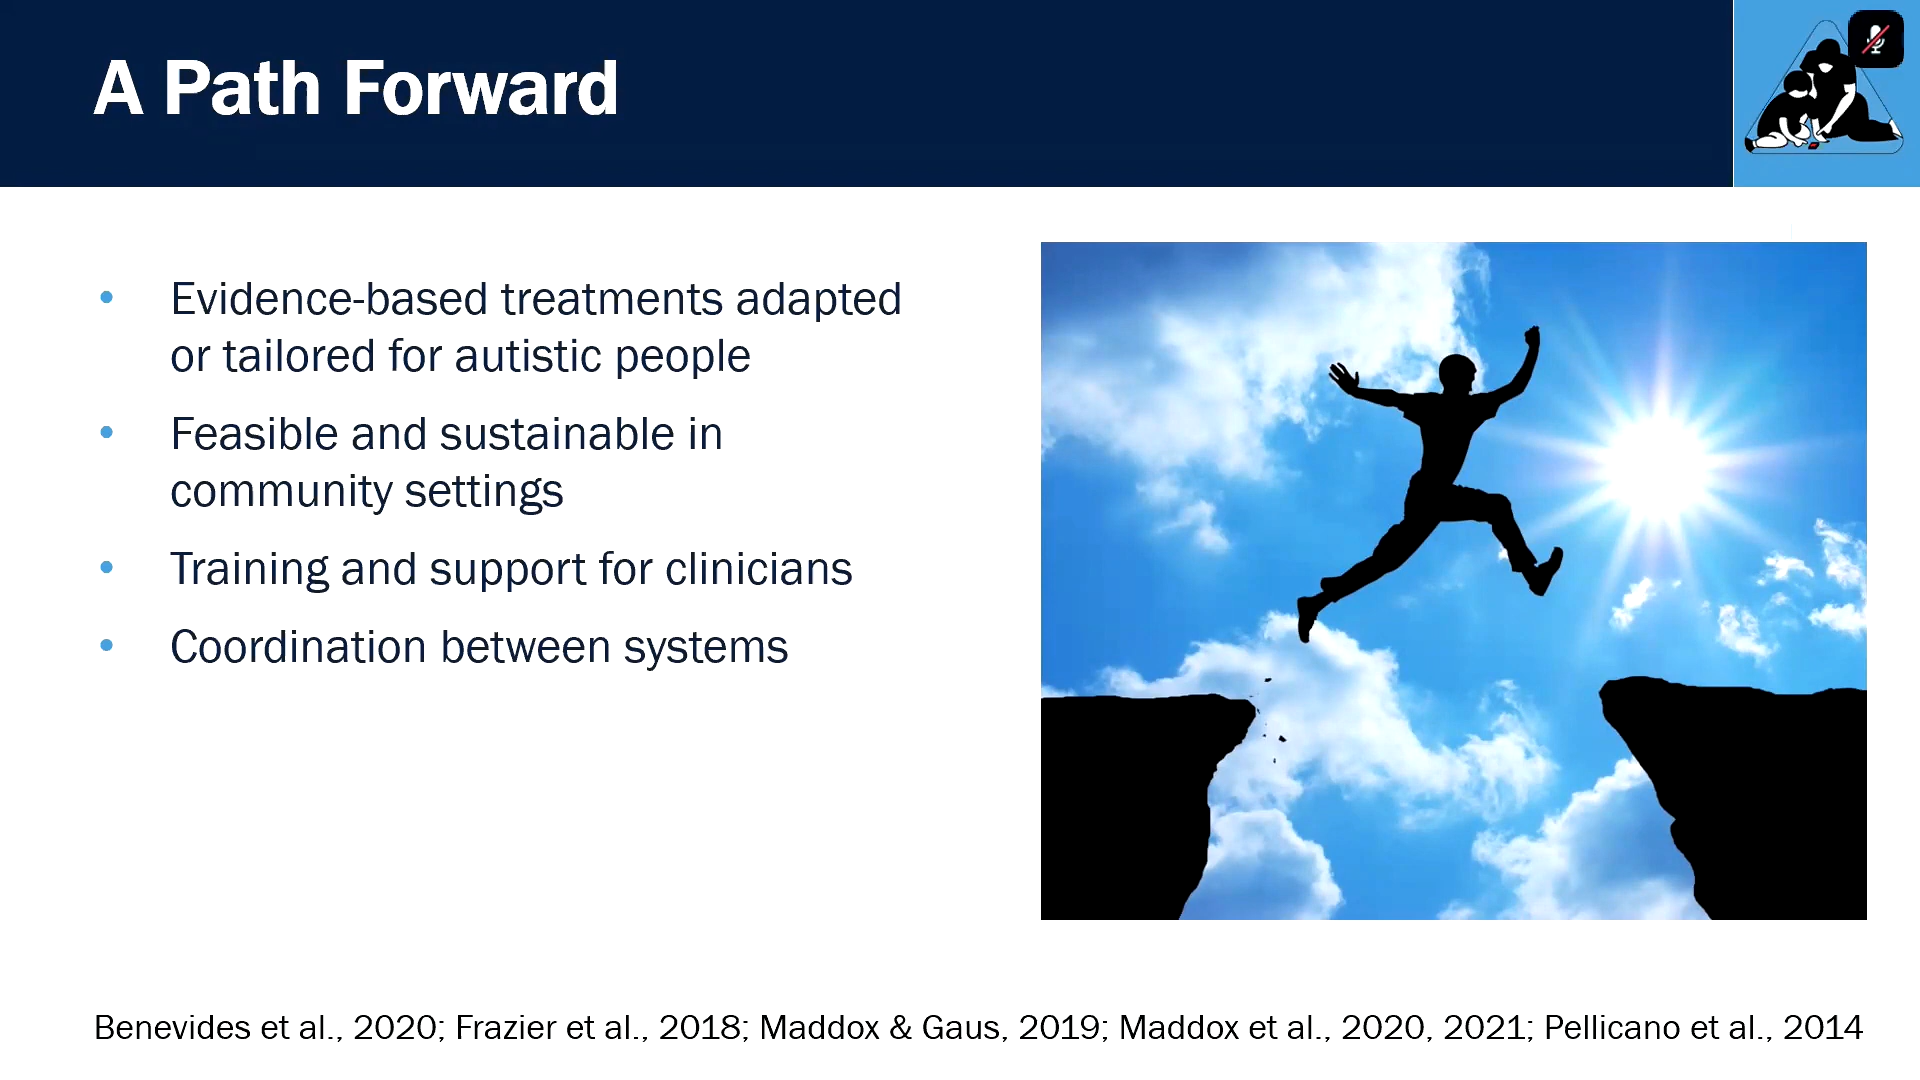 A Path Forward
• Evidence-based treatments adapted
or tailored for autistic people
• Feasible and sustainable in
community settings
• Training and support for clinicians
• Coordination between systems
Benevides et al., 2020; Frazier et al., 2018; Maddox & Gaus, 2019; Maddox et al., 2020, 2021; Pellicano et al., 2014